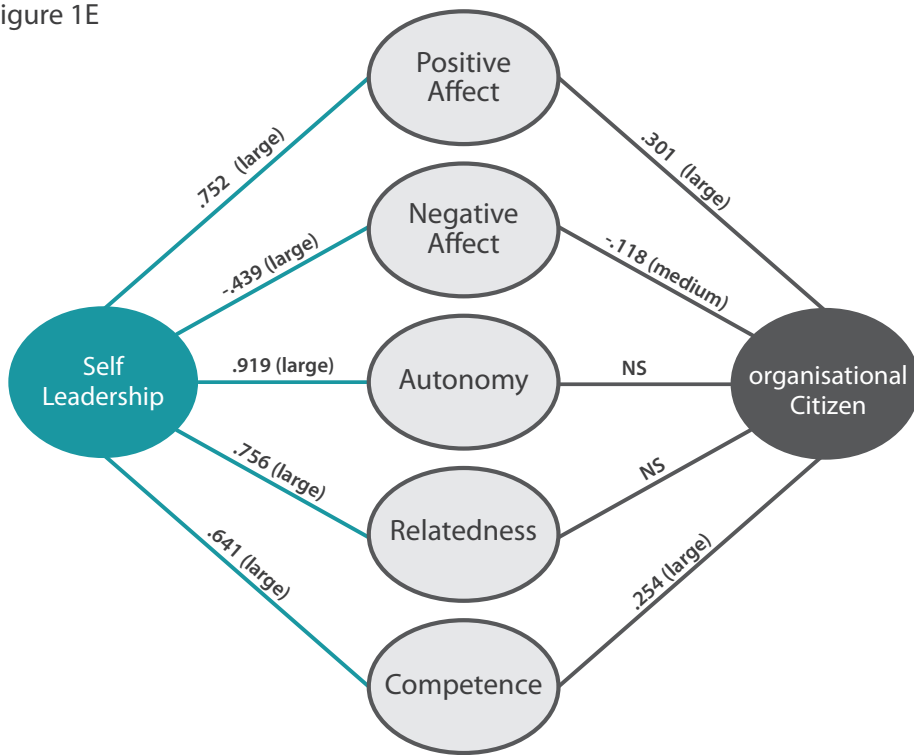 igure 1E
Positive
Affect
.752 (large)
.301 (large)
Negative
Affect
-.439 (large)
-.118 (medium)
Self
Leadership
.919 (large)
Autonomy
NS
organisational
Citizen
.756 (large)
Relatedness
NS
.641 (large)
.254 (large)
Competence